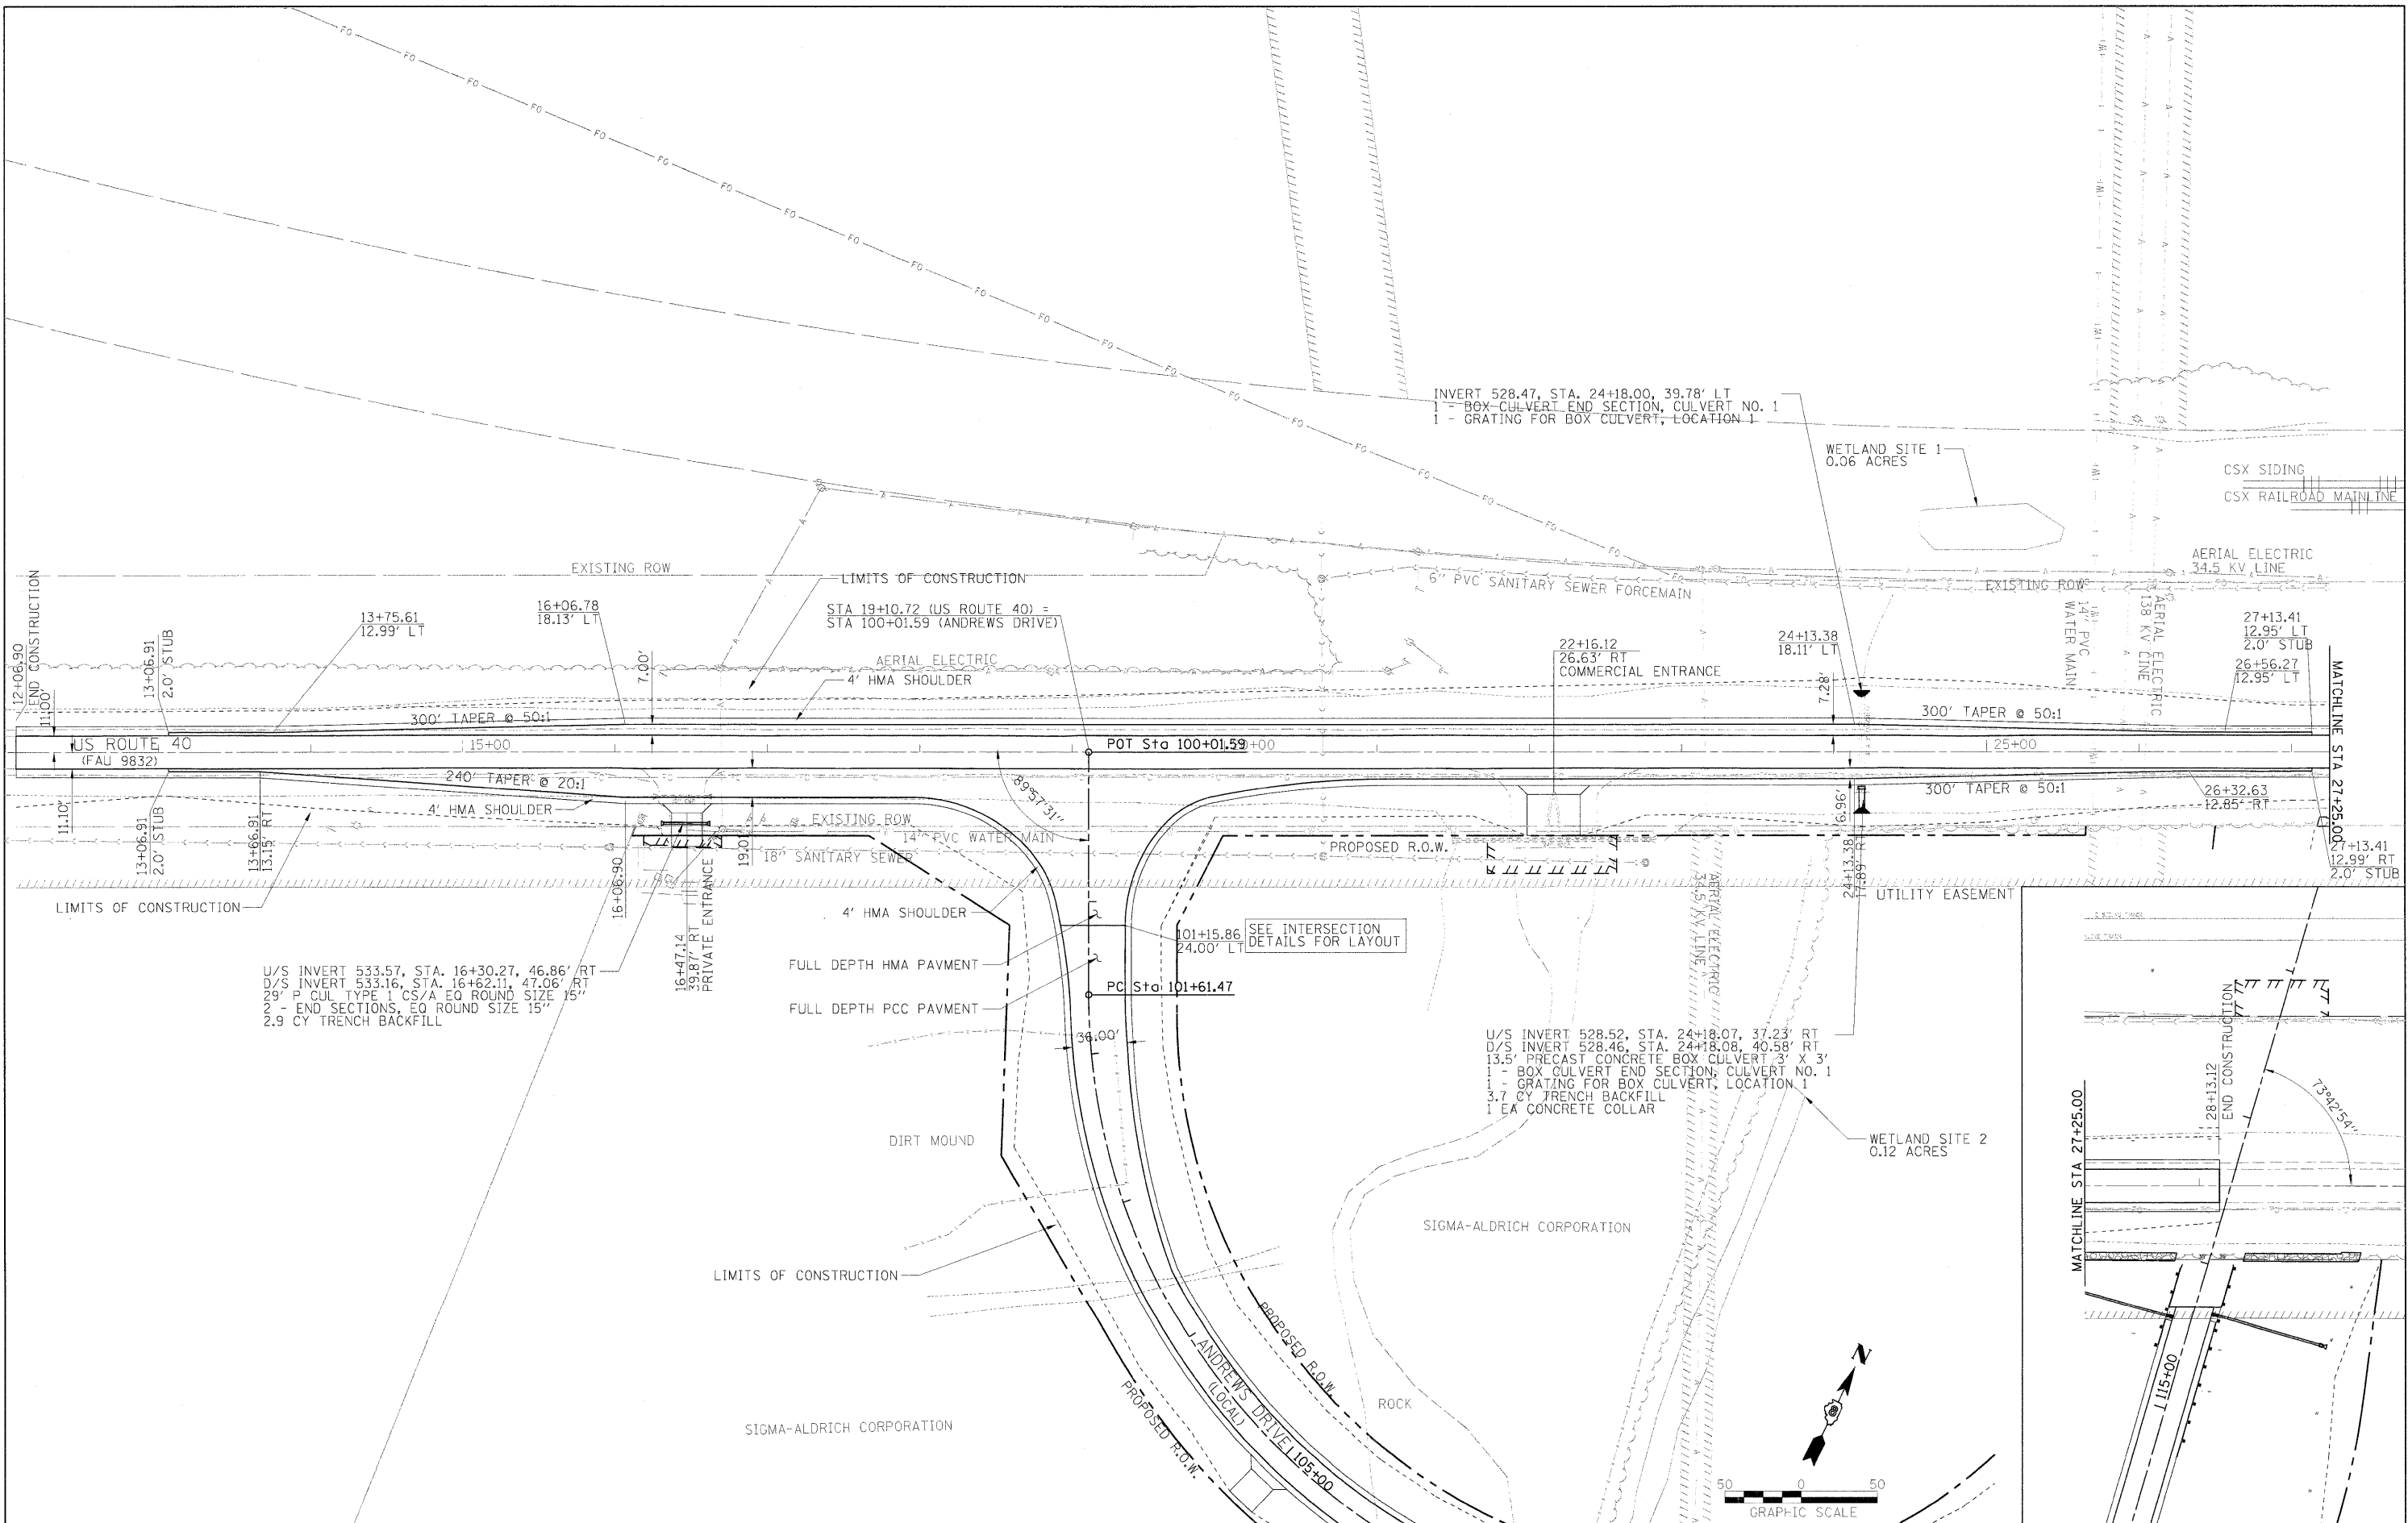 INVERT 528.47, STA. 24+18.00, 39.78' LT
1 - BOX CULVERT END SECTION, CULVERT NO. 1
1 - GRATING FOR BOX CULVERT, LOCATION 1
WETLAND SITE 1
0.06 ACRES
CSX SIDING
CSX RAILROAD MAINLINE
AERIAL ELECTRIC
34.5 KV LINE
EXISTING ROW
LIMITS OF CONSTRUCTION
6" PVC SANITARY SEWER FORCEMAIN
EXISTING ROW
12+06.90
END CONSTRUCTION
11.00'
13+06.91
2.0' STUB
13+75.61
12.99' LT
16+06.78
18.13' LT
7.00'
STA 19+10.72 (US ROUTE 40) =
STA 100+01.59 (ANDREWS DRIVE)
AERIAL ELECTRIC
4' HMA SHOULDER
22+16.12
26.63' RT
COMMERCIAL ENTRANCE
24+13.38
18.11' LT
7.28'
14" PVC
WATER MAIN
AERIAL ELECTRIC
138 KV LINE
27+13.41
12.95' LT
2.0' STUB
26+56.27
12.95' LT
MATCHLINE STA 27+25.00
300' TAPER @ 50:1
300' TAPER @ 50:1
US ROUTE 40
(FAU 9832)
15+00
POT Sta 100+01.59
20+00
25+00
240' TAPER @ 20:1
4' HMA SHOULDER
89°57'31"
300' TAPER @ 50:1
26+32.63
12.85' RT
11.10'
13+06.91
2.0' STUB
13+66.91
13.15' RT
16+06.90
EXISTING ROW
14" PVC WATER MAIN
18" SANITARY SEWER
19.01'
PROPOSED R.O.W.
6.96'
24+13.38
17.89' RT
27+13.41
12.99' RT
2.0' STUB
UTILITY EASEMENT
AERIAL ELECTRIC
34.5 KV LINE
LIMITS OF CONSTRUCTION
4' HMA SHOULDER
101+15.86
24.00' LT
SEE INTERSECTION
DETAILS FOR LAYOUT
16+47.14
39.87' RT
PRIVATE ENTRANCE
U/S INVERT 533.57, STA. 16+30.27, 46.86' RT
D/S INVERT 533.16, STA. 16+62.11, 47.06' RT
29' P CUL TYPE 1 CS/A EQ ROUND SIZE 15"
2 - END SECTIONS, EQ ROUND SIZE 15"
2.9 CY TRENCH BACKFILL
FULL DEPTH HMA PAVMENT
FULL DEPTH PCC PAVMENT
PC Sta 101+61.47
36.00'
U/S INVERT 528.52, STA. 24+18.07, 37.23' RT
D/S INVERT 528.46, STA. 24+18.08, 40.58' RT
13.5' PRECAST CONCRETE BOX CULVERT 3' X 3'
1 - BOX CULVERT END SECTION, CULVERT NO. 1
1 - GRATING FOR BOX CULVERT, LOCATION 1
3.7 CY TRENCH BACKFILL
1 EA CONCRETE COLLAR
WETLAND SITE 2
0.12 ACRES
28+13.12
END CONSTRUCTION
73°42'54"
MATCHLINE STA 27+25.00
DIRT MOUND
SIGMA-ALDRICH CORPORATION
LIMITS OF CONSTRUCTION
PROPOSED R.O.W.
ANDREWS DRIVE
(LOCAL)
105+00
PROPOSED R.O.W.
SIGMA-ALDRICH CORPORATION
ROCK
N
50 0 50
GRAPHIC SCALE
115+00